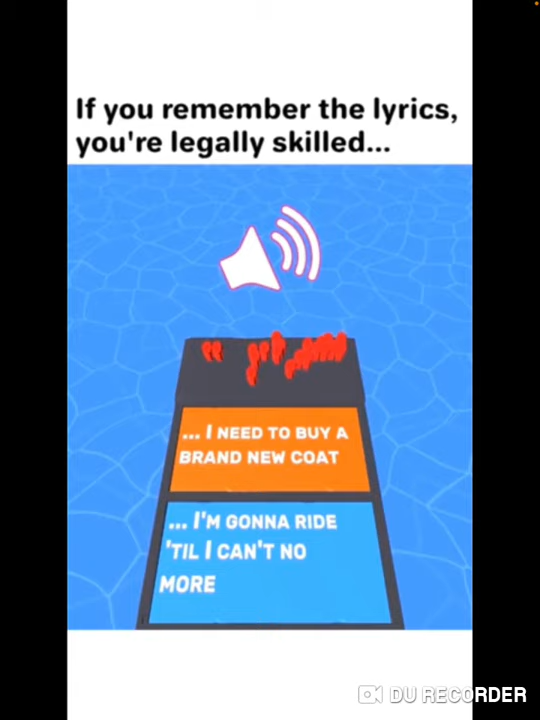 If you remember the lyrics,
you're legally skilled...
... I NEED TO BUY A
BRAND NEW COAT
... I'M GONNA RIDE
'TIL I CAN'T NO
MORE
DU RECORDER